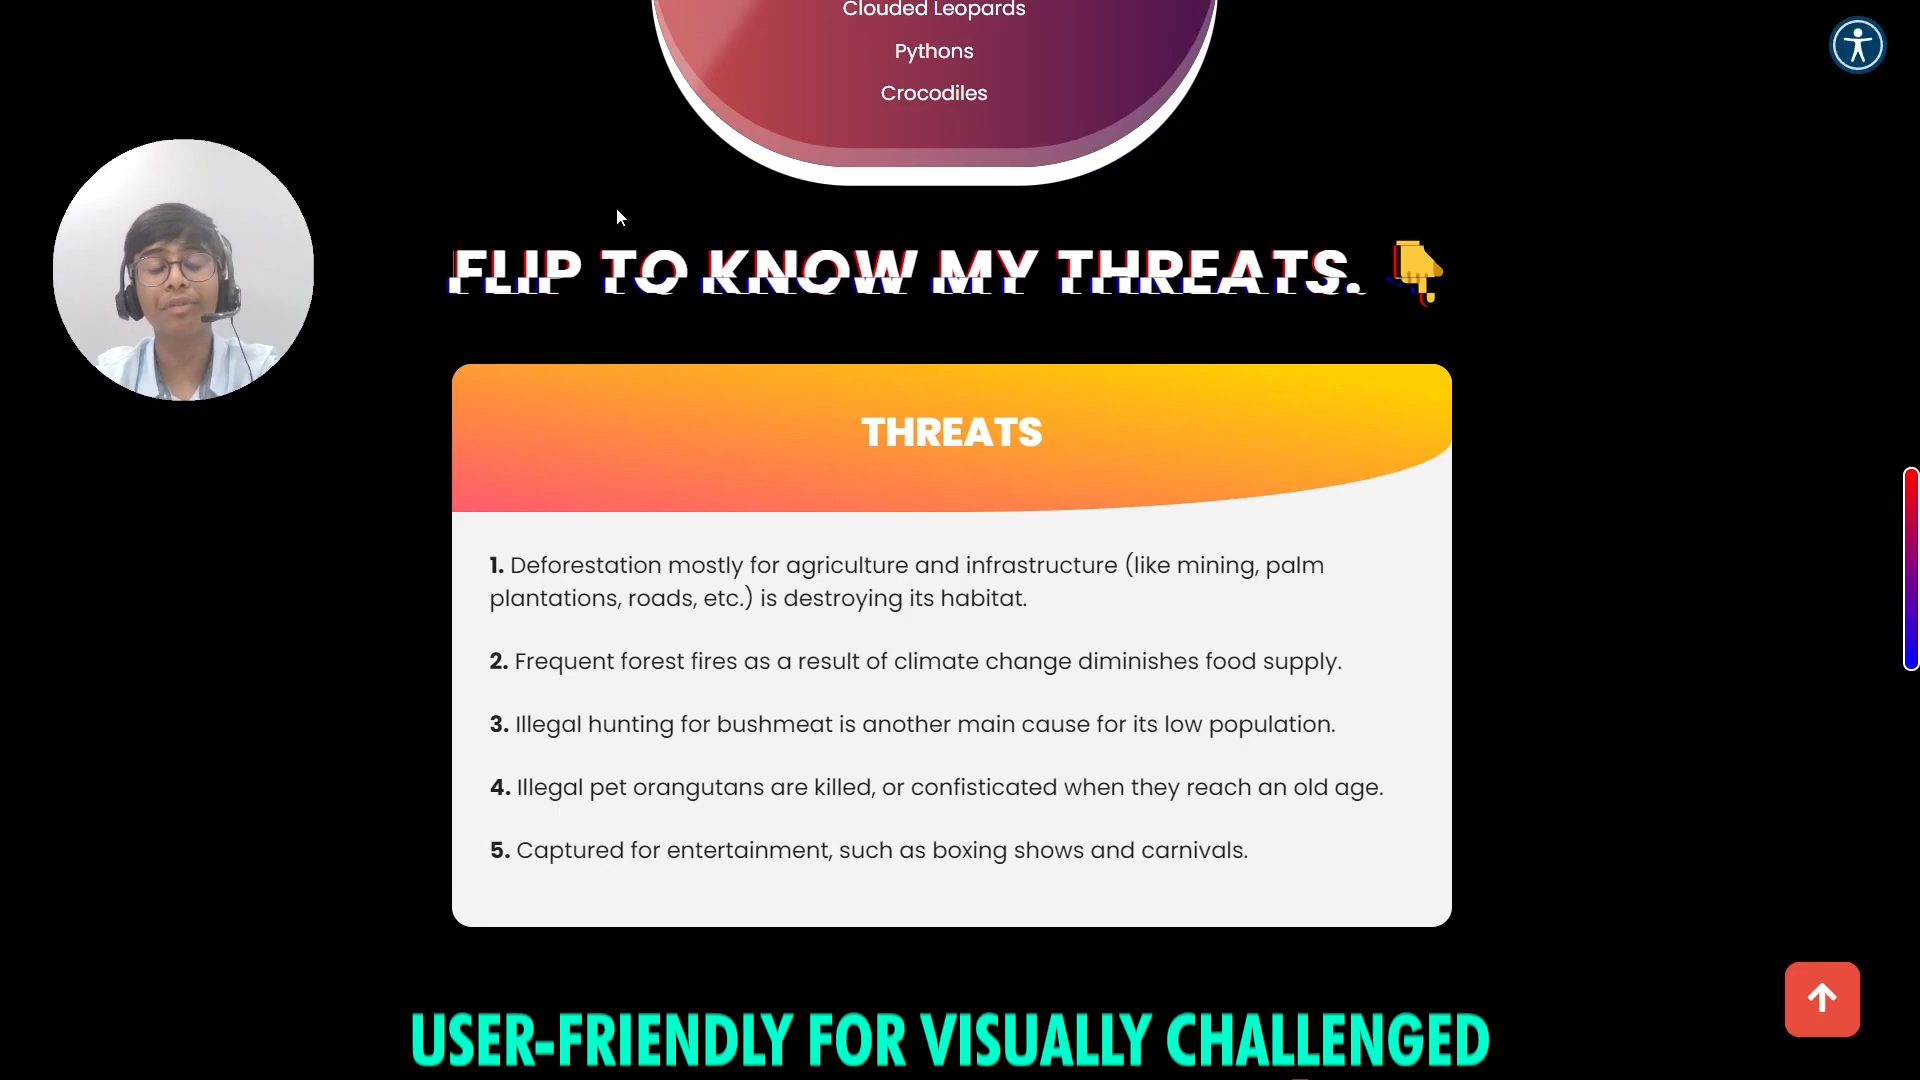 Clouded Leopards
Pythons
Crocodiles
FLIP TO KNOW MY THREATS. 👇
THREATS
1. Deforestation mostly for agriculture and infrastructure (like mining, palm
plantations, roads, etc.) is destroying its habitat.
2. Frequent forest fires as a result of climate change diminishes food supply.
3. Illegal hunting for bushmeat is another main cause for its low population.
4. Illegal pet orangutans are killed, or confisticated when they reach an old age.
5. Captured for entertainment, such as boxing shows and carnivals.
USER-FRIENDLY FOR VISUALLY CHALLENGED